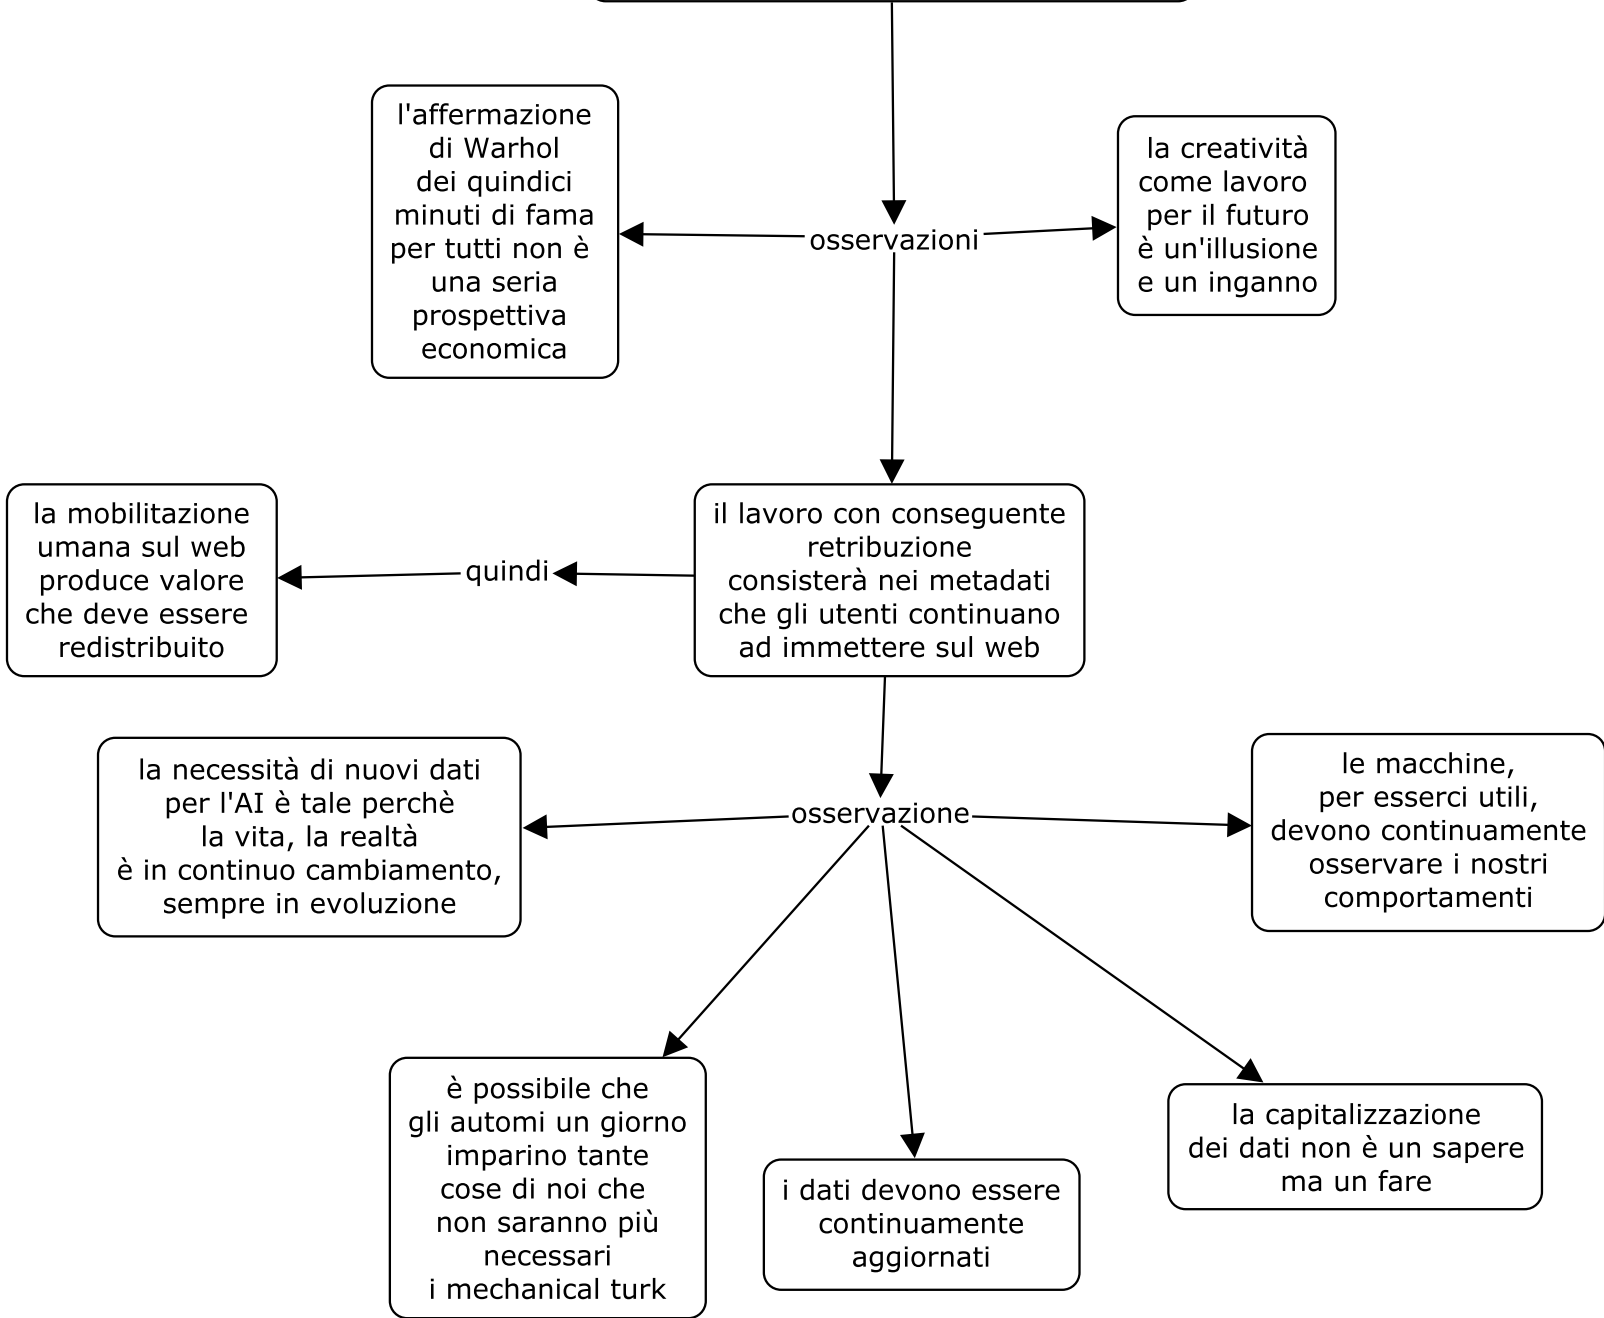 l'affermazione
di Warhol
dei quindici
minuti di fama
per tutti non è
una seria
prospettiva
economica
osservazioni
la creatività
come lavoro
per il futuro
è un'illusione
e un inganno
la mobilitazione
umana sul web
produce valore
che deve essere
redistribuito
quindi
il lavoro con conseguente
retribuzione
consisterà nei metadati
che gli utenti continuano
ad immettere sul web
la necessità di nuovi dati
per l'AI è tale perchè
la vita, la realtà
è in continuo cambiamento,
sempre in evoluzione
osservazione
le macchine,
per esserci utili,
devono continuamente
osservare i nostri
comportamenti
è possibile che
gli automi un giorno
imparino tante
cose di noi che
non saranno più
necessari
i mechanical turk
i dati devono essere
continuamente
aggiornati
la capitalizzazione
dei dati non è un sapere
ma un fare